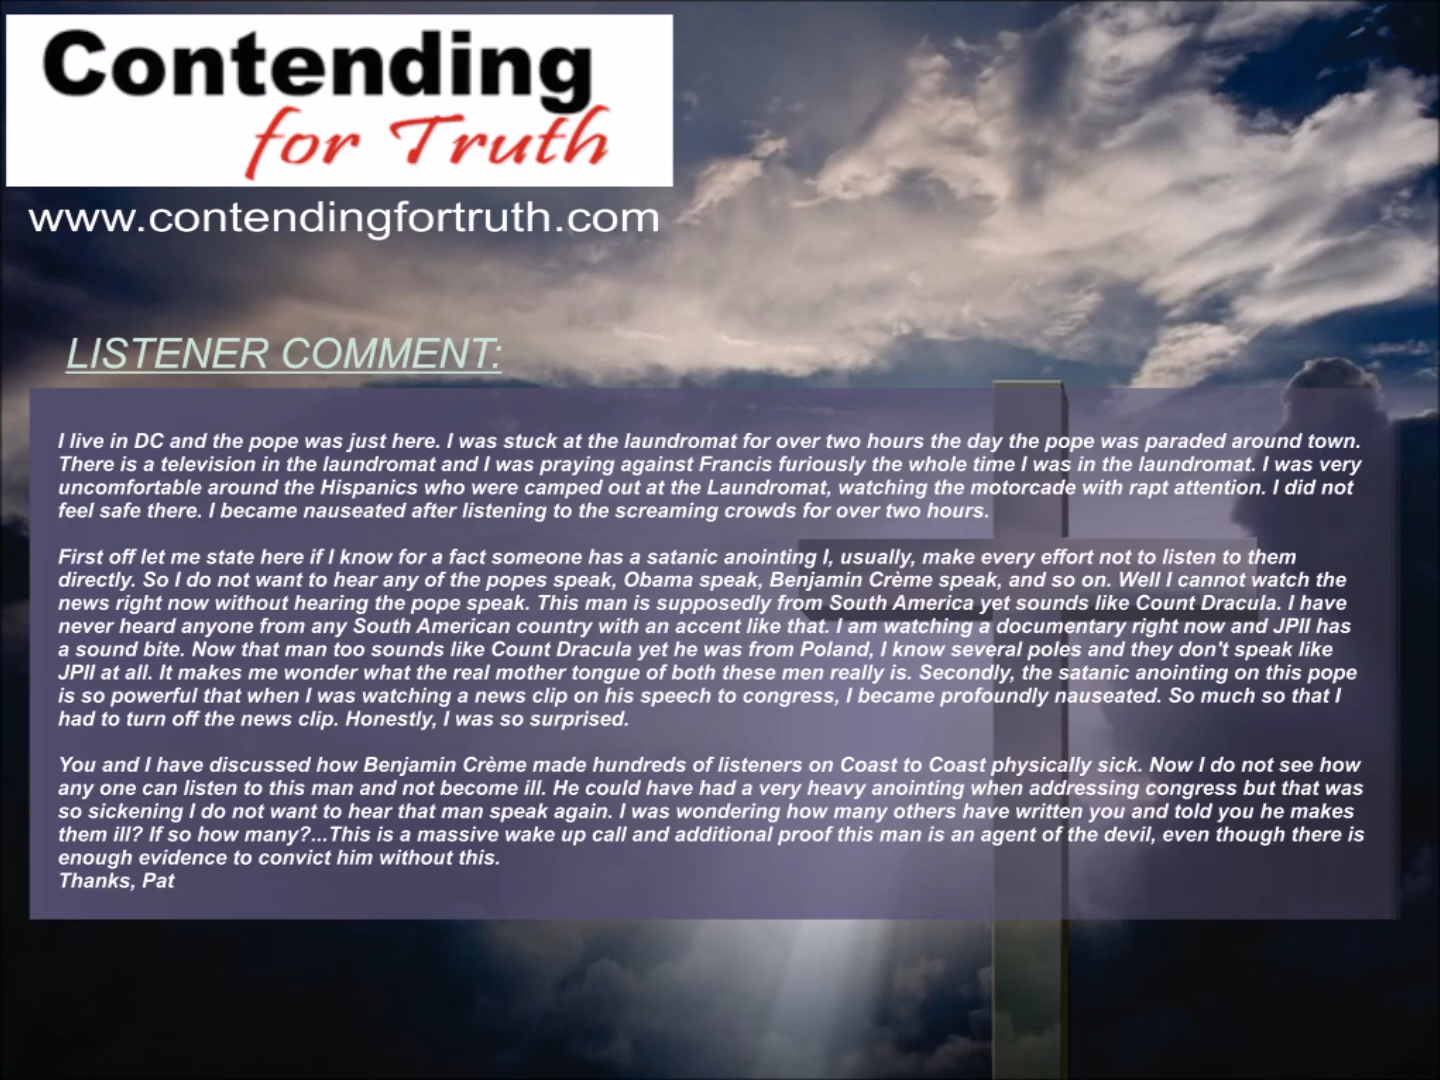 Contending
for Truth
www.contendingfortruth.com
LISTENER COMMENT:
I live in DC and the pope was just here. I was stuck at the laundromat for over two hours the day the pope was paraded around town.
There is a television in the laundromat and I was praying against Francis furiously the whole time I was in the laundromat. I was very
uncomfortable around the Hispanics who were camped out at the Laundromat, watching the motorcade with rapt attention. I did not
feel safe there. I became nauseated after listening to the screaming crowds for over two hours.
First off let me state here if I know for a fact someone has a satanic anointing I, usually, make every effort not to listen to them
directly. So I do not want to hear any of the popes speak, Obama speak, Benjamin Crème speak, and so on. Well I cannot watch the
news right now without hearing the pope speak. This man is supposedly from South America yet sounds like Count Dracula. I have
never heard anyone from any South American country with an accent like that. I am watching a documentary right now and JPII has
a sound bite. Now that man too sounds like Count Dracula yet he was from Poland, I know several poles and they don't speak like
JPII at all. It makes me wonder what the real mother tongue of both these men really is. Secondly, the satanic anointing on this pope
is so powerful that when I was watching a news clip on his speech to congress, I became profoundly nauseated. So much so that I
had to turn off the news clip. Honestly, I was so surprised.
You and I have discussed how Benjamin Crème made hundreds of listeners on Coast to Coast physically sick. Now I do not see how
any one can listen to this man and not become ill. He could have had a very heavy anointing when addressing congress but that was
so sickening I do not want to hear that man speak again. I was wondering how many others have written you and told you he makes
them ill? If so how many?...This is a massive wake up call and additional proof this man is an agent of the devil, even though there is
enough evidence to convict him without this.
Thanks, Pat